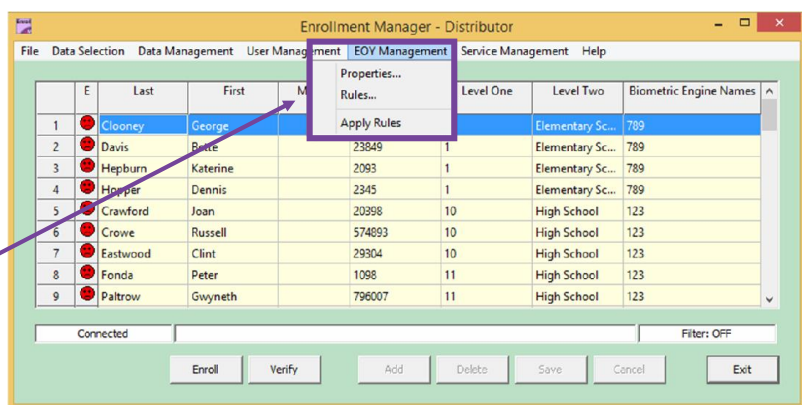 Enroll
Enrollment Manager - Distributor
File Data Selection Data Management User Management EOY Management Service Management Help
Properties...
Rules...
Apply Rules
E Last First M Level One Level Two Biometric Engine Names
1 Clooney George Elementary Sc... 789
2 Davis Bette 23849 1 Elementary Sc... 789
3 Hepburn Katerine 2093 1 Elementary Sc... 789
4 Hopper Dennis 2345 1 Elementary Sc... 789
5 Crawford Joan 20398 10 High School 123
6 Crowe Russell 574893 10 High School 123
7 Eastwood Clint 29304 10 High School 123
8 Fonda Peter 1098 11 High School 123
9 Paltrow Gwyneth 796007 11 High School 123
Connected Filter: OFF
Enroll Verify Add Delete Save Cancel Exit